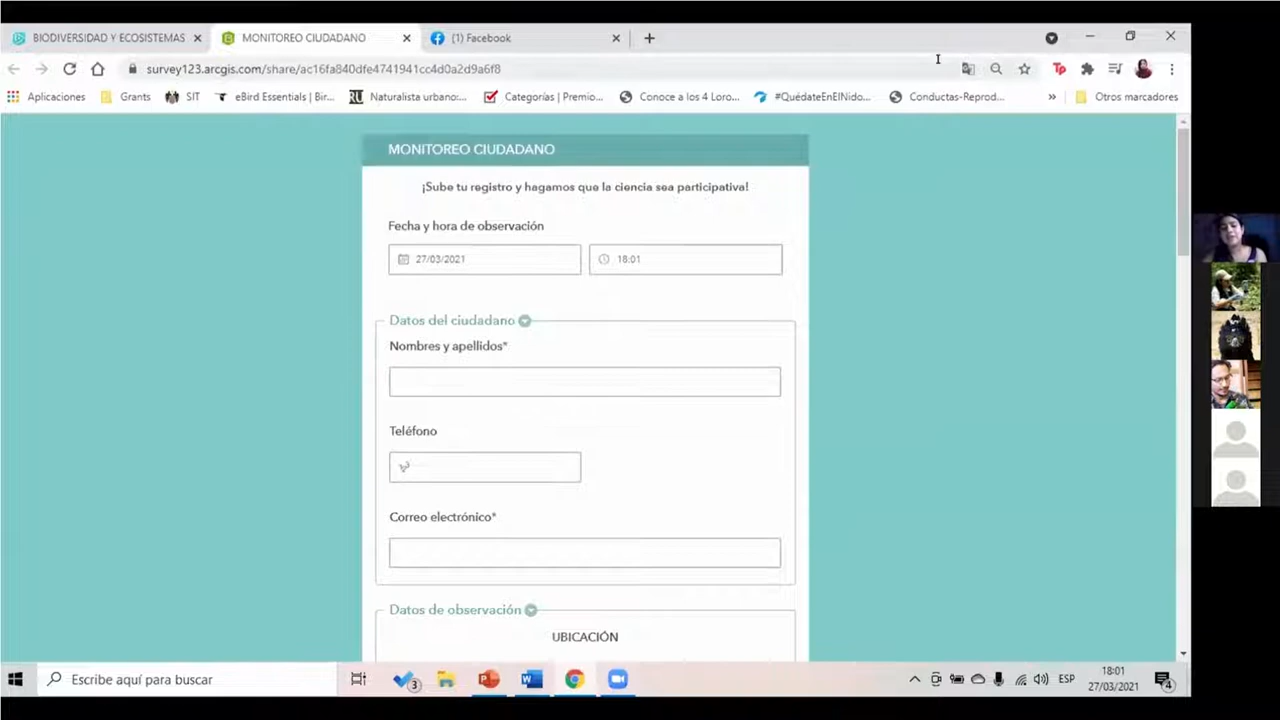 BIODIVERSIDAD Y ECOSISTEMAS
MONITOREO CIUDADANO
(1) Facebook
survey123.arcgis.com/share/ac16fa840dfe4741941cc4d0a2d9a6f8
Aplicaciones
Grants
SIT
eBird Essentials | Bir...
Naturalista urbano:...
Categorías | Premio...
Conoce a los 4 Loro...
#QuédateEnElNido...
Conductas-Reprod...
»
Otros marcadores
MONITOREO CIUDADANO
¡Sube tu registro y hagamos que la ciencia sea participativa!
Fecha y hora de observación
27/03/2021
18:01
Datos del ciudadano
Nombres y apellidos*
Teléfono
Correo electrónico*
Datos de observación
UBICACIÓN
Escribe aquí para buscar
3
ESP
18:01
27/03/2021
4